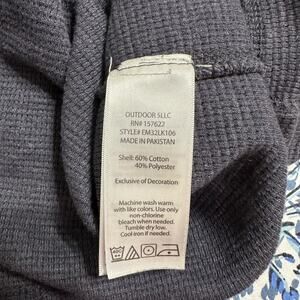 OUTDOOR 5LLC
RN# 157622
STYLE# EM32LK106
MADE IN PAKISTAN
Shell: 60% Cotton
40% Polyester
Exclusive of Decoration
Machine wash warm
with like colors. Use only
non-chlorine
bleach when needed.
Tumble dry low.
Cool iron if needed.